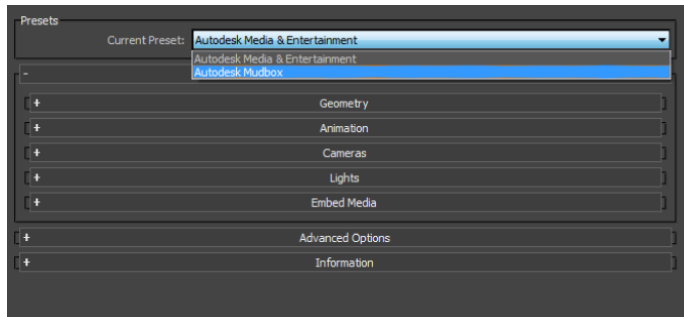 Presets
Current Preset: Autodesk Media & Entertainment
Autodesk Media & Entertainment
Autodesk Mudbox
-
+ Geometry
+ Animation
+ Cameras
+ Lights
+ Embed Media
+ Advanced Options
+ Information